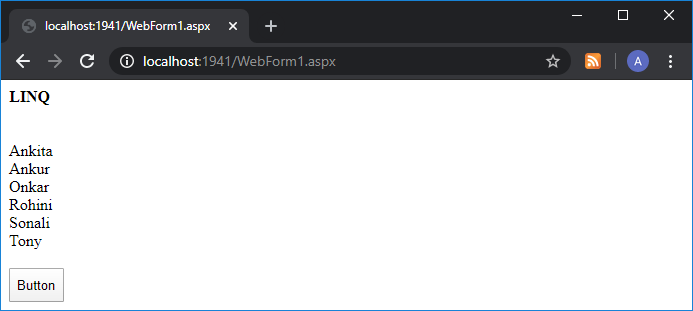 localhost:1941/WebForm1.aspx
localhost:1941/WebForm1.aspx
A
LINQ
Ankita
Ankur
Onkar
Rohini
Sonali
Tony
Button